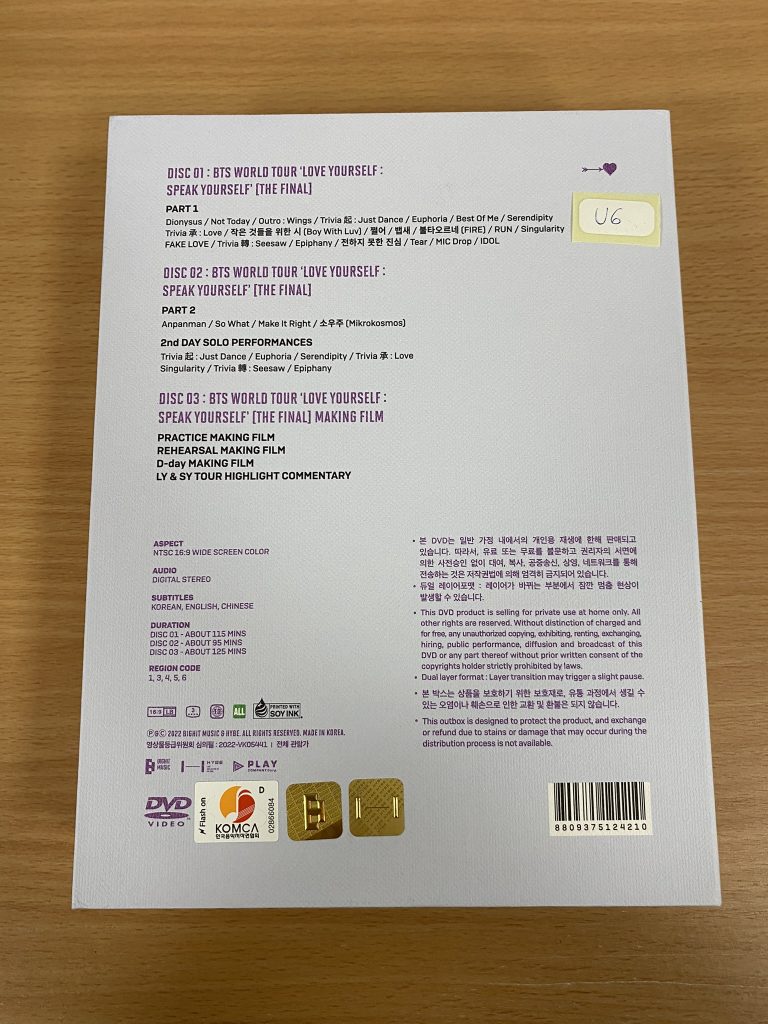 DISC 01 : BTS WORLD TOUR 'LOVE YOURSELF :
SPEAK YOURSELF' [THE FINAL]
PART 1
Dionysus / Not Today / Outro : Wings / Trivia 起 : Just Dance / Euphoria / Best Of Me / Serendipity
Trivia 承 : Love / 작은 것들을 위한 시 (Boy With Luv) / 쩔어 / 뱁새 / 불타오르네 (FIRE) / RUN / Singularity
FAKE LOVE / Trivia 轉 : Seesaw / Epiphany / 전하지 못한 진심 / Tear / MIC Drop / IDOL
U6
DISC 02 : BTS WORLD TOUR 'LOVE YOURSELF :
SPEAK YOURSELF' [THE FINAL]
PART 2
Anpanman / So What / Make It Right / 소우주 (Mikrokosmos)
2nd DAY SOLO PERFORMANCES
Trivia 起 : Just Dance / Euphoria / Serendipity / Trivia 承 : Love
Singularity / Trivia 轉 : Seesaw / Epiphany
DISC 03 : BTS WORLD TOUR 'LOVE YOURSELF :
SPEAK YOURSELF' [THE FINAL] MAKING FILM
PRACTICE MAKING FILM
REHEARSAL MAKING FILM
D-day MAKING FILM
LY & SY TOUR HIGHLIGHT COMMENTARY
ASPECT
NTSC 16:9 WIDE SCREEN COLOR
AUDIO
DIGITAL STEREO
SUBTITLES
KOREAN, ENGLISH, CHINESE
DURATION
DISC 01 - ABOUT 115 MINS
DISC 02 - ABOUT 95 MINS
DISC 03 - ABOUT 125 MINS
REGION CODE
1, 3, 4, 5, 6
16:9 LB
3
ALL
PRINTED WITH
SOY INK
ⓟ&ⓒ 2022 BIGHIT MUSIC & HYBE. ALL RIGHTS RESERVED. MADE IN KOREA.
영상물등급위원회 심의필 : 2022-VK05441 | 전체 관람가
BIGHIT
MUSIC
HYBE
PLAY
COMPANY Corp.
DVD
VIDEO
Flash on
D
KOMCA
한국음악저작권협회
02866084
• 본 DVD는 일반 가정 내에서의 개인용 재생에 한해 판매되고
있습니다. 따라서, 유료 또는 무료를 불문하고 권리자의 서면에
의한 사전승인 없이 대여, 복사, 공중송신, 상영, 네트워크를 통해
전송하는 것은 저작권법에 의해 엄격히 금지되어 있습니다.
• 듀얼 레이어포맷 : 레이어가 바뀌는 부분에서 잠깐 멈춤 현상이
발생할 수 있습니다.
• This DVD product is selling for private use at home only. All
other rights are reserved. Without distinction of charged and
for free, any unauthorized copying, exhibiting, renting, exchanging,
hiring, public performance, diffusion and broadcast of this
DVD or any part thereof without prior written consent of the
copyrights holder strictly prohibited by laws.
• Dual layer format : Layer transition may trigger a slight pause.
• 본 박스는 상품을 보호하기 위한 보호재로, 유통 과정에서 생길 수
있는 오염이나 훼손으로 인한 교환 및 환불은 되지 않습니다.
• This outbox is designed to protect the product, and exchange
or refund due to stains or damage that may occur during the
distribution process is not available.
8809375124210